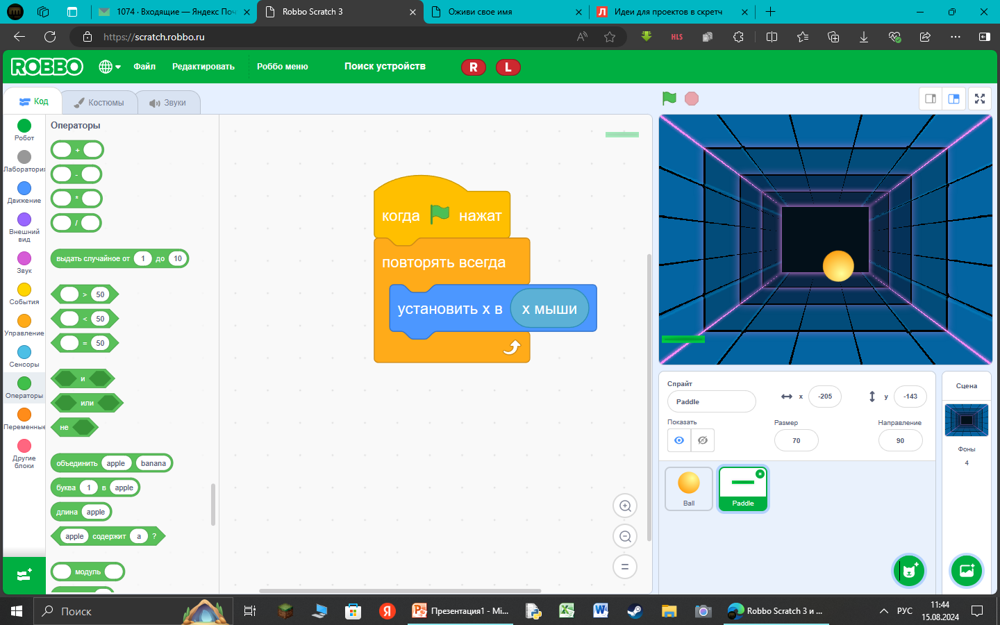 1074 · Входящие — Яндекс Поч
Robbo Scratch 3
Оживи свое имя
Идеи для проектов в скретч
https://scratch.robbo.ru
HLS
ROBBO
Файл
Редактировать
Роббо меню
Поиск устройств
R
L
Код
Костюмы
Звуки
Робот
Лаборатория
Движение
Внешний
вид
Звук
События
Управление
Сенсоры
Операторы
Переменные
Другие
блоки
Операторы
+
-
*
/
выдать случайное от 1 до 10
> 50
< 50
= 50
и
или
не
объединить apple banana
буква 1 в apple
длина apple
apple содержит a ?
модуль
когда нажат
повторять всегда
установить x в x мыши
Спрайт
Paddle
x -205
y -143
Показать
Размер
70
Направление
90
Ball
Paddle
Сцена
Фоны
4
Поиск
Презентация1 - Mi...
Robbo Scratch 3 и ...
РУС
11:44
15.08.2024